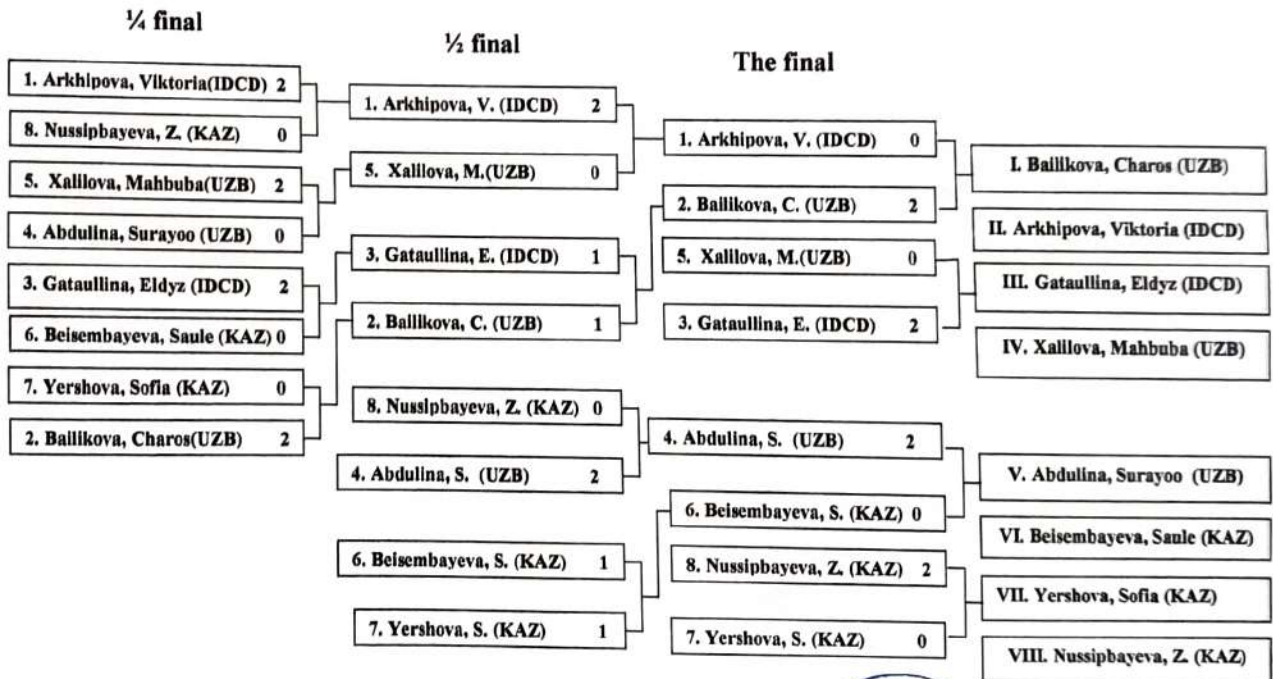 ¼ final
½ final
The final
1. Arkhipova, Viktoria(IDCD) 2
8. Nussipbayeva, Z. (KAZ) 0
5. Xalilova, Mahbuba(UZB) 2
4. Abdulina, Surayoo (UZB) 0
3. Gataullina, Eldyz (IDCD) 2
6. Beisembayeva, Saule (KAZ) 0
7. Yershova, Sofia (KAZ) 0
2. Bailikova, Charos(UZB) 2
1. Arkhipova, V. (IDCD) 2
5. Xalilova, M.(UZB) 0
3. Gataullina, E. (IDCD) 1
2. Bailikova, C. (UZB) 1
8. Nussipbayeva, Z. (KAZ) 0
4. Abdulina, S. (UZB) 2
6. Beisembayeva, S. (KAZ) 1
7. Yershova, S. (KAZ) 1
1. Arkhipova, V. (IDCD) 0
2. Bailikova, C. (UZB) 2
5. Xalilova, M.(UZB) 0
3. Gataullina, E. (IDCD) 2
4. Abdulina, S. (UZB) 2
6. Beisembayeva, S. (KAZ) 0
8. Nussipbayeva, Z. (KAZ) 2
7. Yershova, S. (KAZ) 0
I. Bailikova, Charos (UZB)
II. Arkhipova, Viktoria (IDCD)
III. Gataullina, Eldyz (IDCD)
IV. Xalilova, Mahbuba (UZB)
V. Abdulina, Surayoo (UZB)
VI. Beisembayeva, Saule (KAZ)
VII. Yershova, Sofia (KAZ)
VIII. Nussipbayeva, Z. (KAZ)